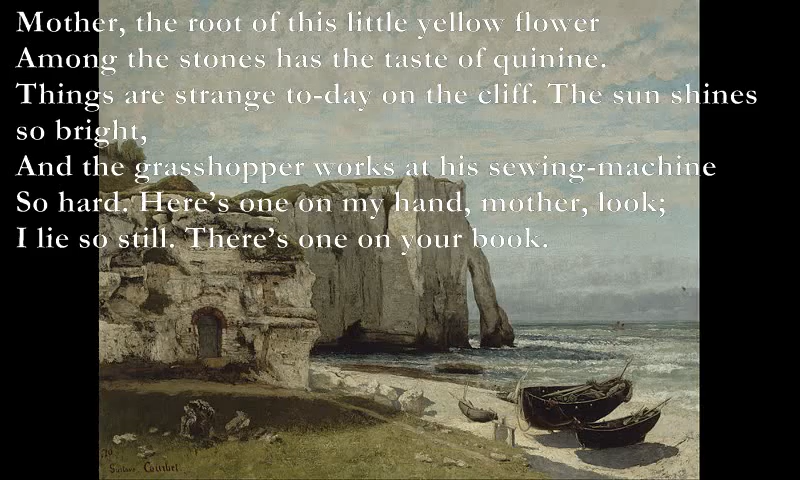 Mother, the root of this little yellow flower
Among the stones has the taste of quinine.
Things are strange to-day on the cliff. The sun shines
so bright,
And the grasshopper works at his sewing-machine
So hard. Here's one on my hand, mother, look;
I lie so still. There's one on your book.
Gustave Courbet